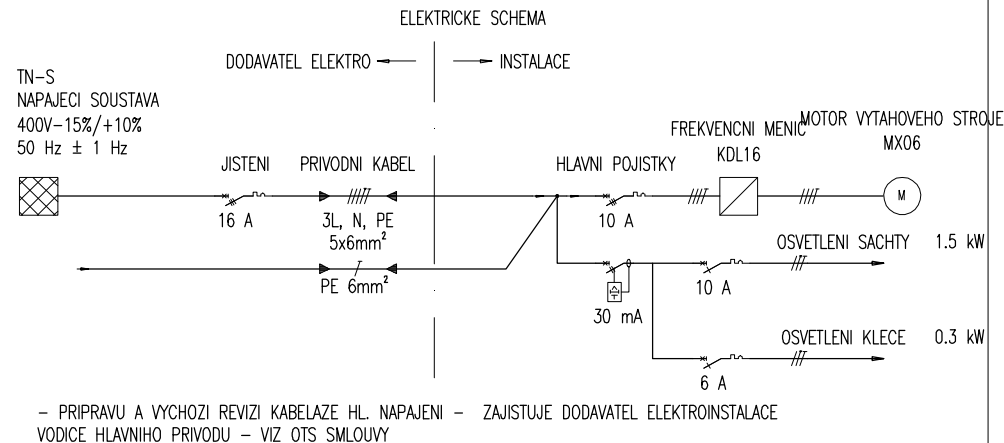 ELEKTRICKE SCHEMA
DODAVATEL ELEKTRO
INSTALACE
TN-S
NAPAJECI SOUSTAVA
400V-15%/+10%
50 Hz ± 1 Hz
JISTENI
PRIVODNI KABEL
HLAVNI POJISTKY
FREKVENCNI MENIC
KDL16
MOTOR VYTAHOVEHO STROJE
MX06
M
16 A
3L, N, PE
5x6mm²
10 A
PE 6mm²
OSVETLENI SACHTY 1.5 kW
10 A
30 mA
OSVETLENI KLECE 0.3 kW
6 A
- PRIPRAVU A VYCHOZI REVIZI KABELAZE HL. NAPAJENI - ZAJISTUJE DODAVATEL ELEKTROINSTALACE
VODICE HLAVNIHO PRIVODU - VIZ OTS SMLOUVY